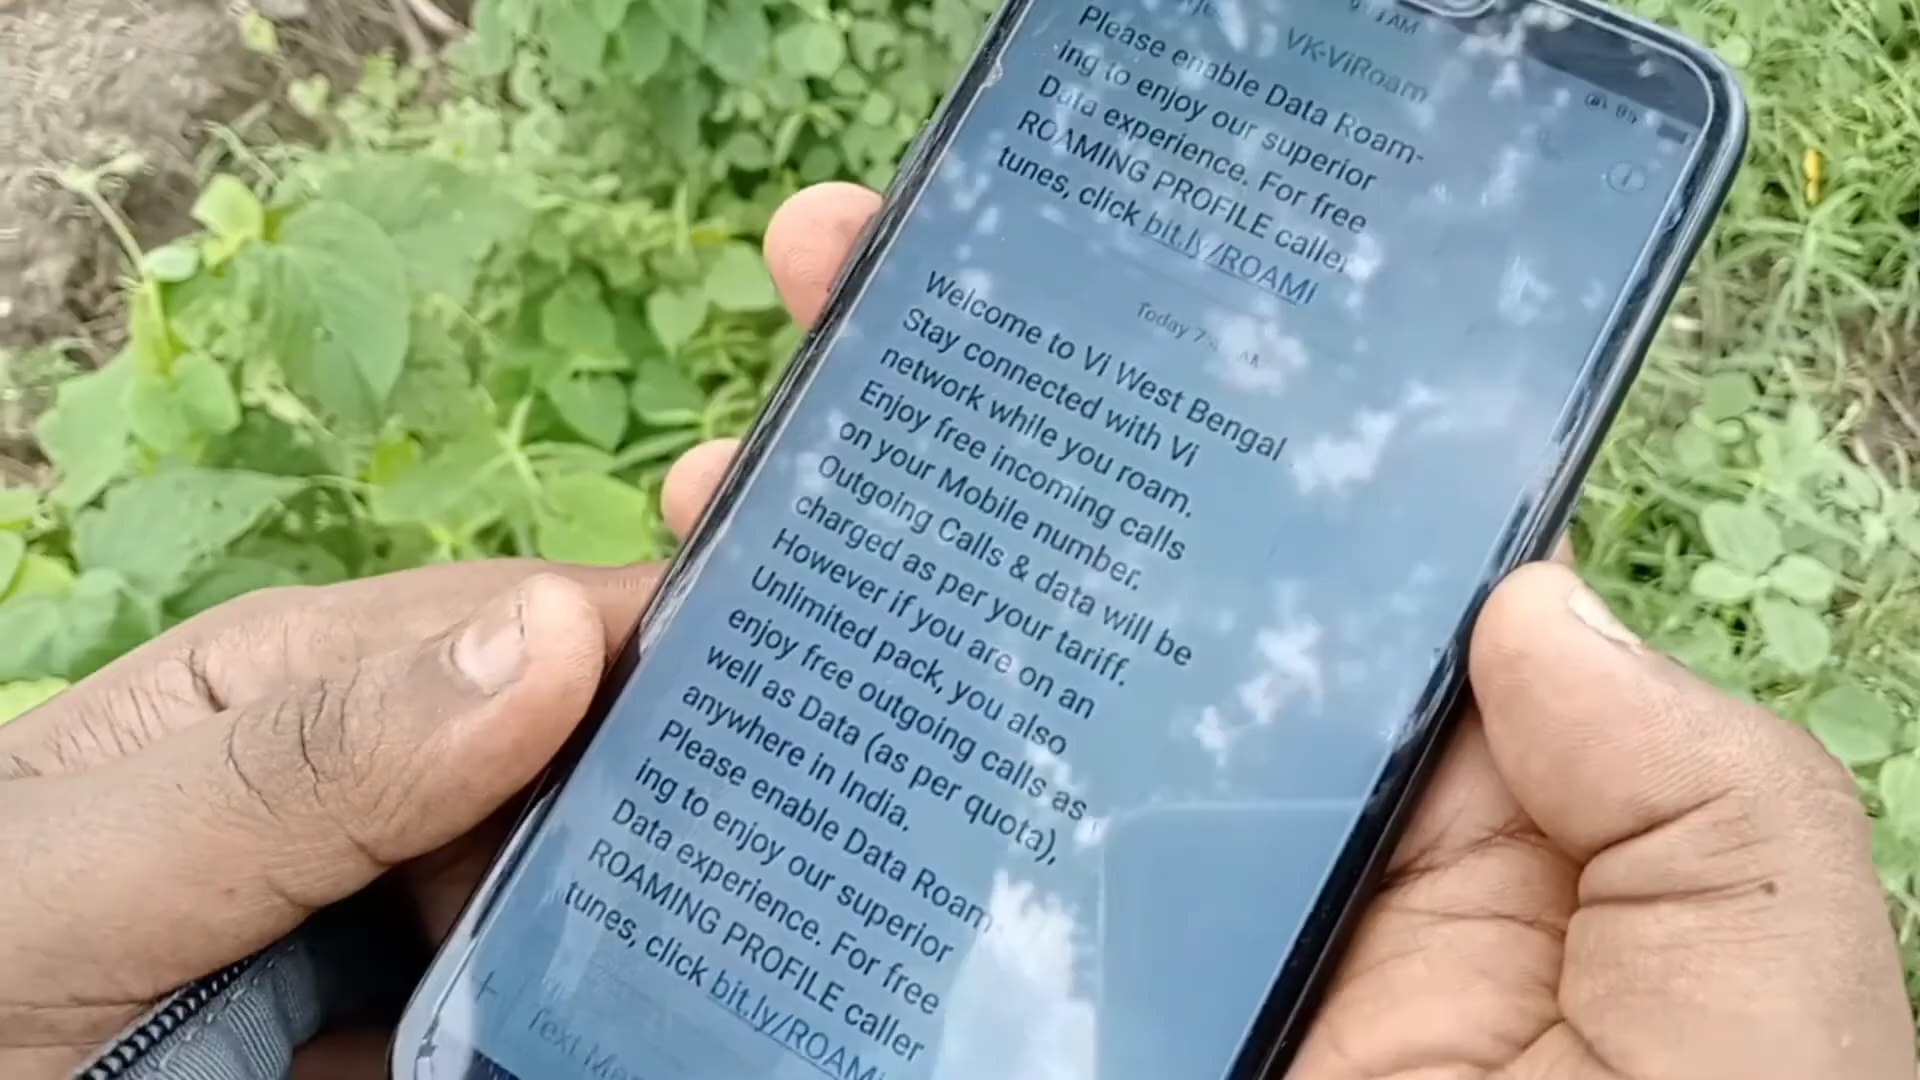 VK-ViRoam
Please enable Data Roam-
ing to enjoy our superior
Data experience. For free
ROAMING PROFILE caller
tunes, click bit.ly/ROAMI
Today
Welcome to Vi West Bengal
Stay connected with Vi
network while you roam.
Enjoy free incoming calls
on your Mobile number.
Outgoing Calls & data will be
charged as per your tariff.
However if you are on an
Unlimited pack, you also
enjoy free outgoing calls as
well as Data (as per quota),
anywhere in India.
Please enable Data Roam-
ing to enjoy our superior
Data experience. For free
ROAMING PROFILE caller
tunes, click bit.ly/ROAMI
Text